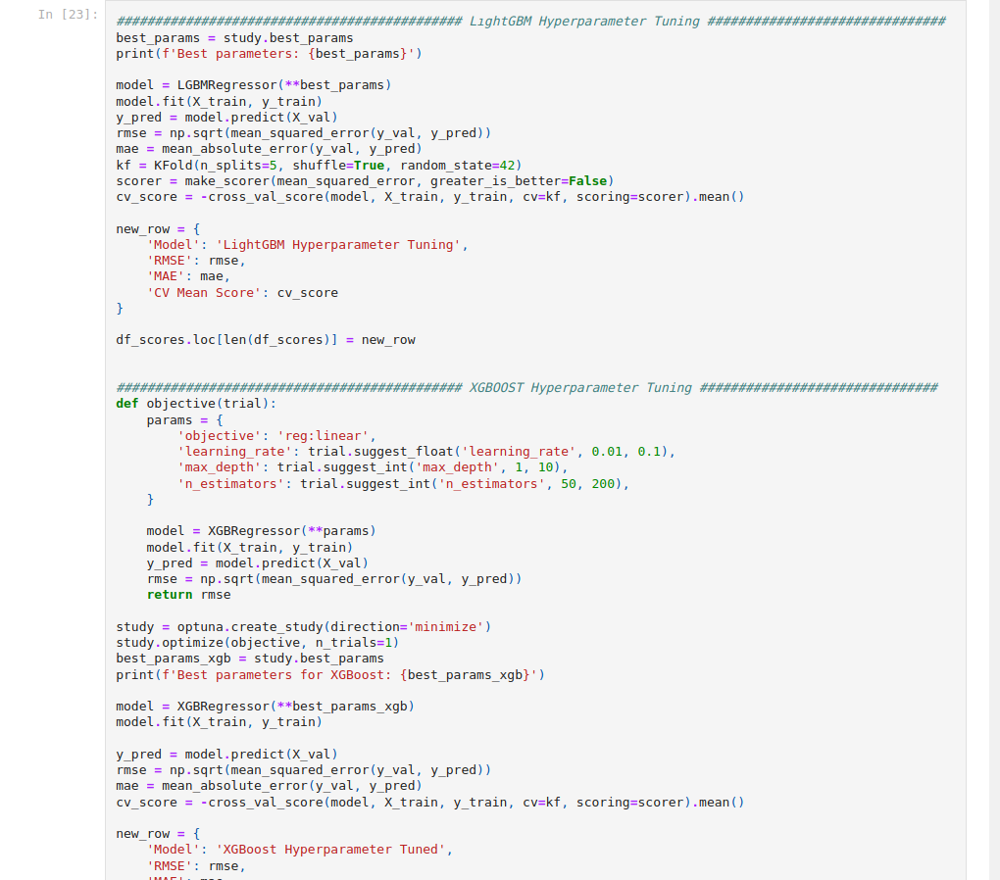 In [23]:
############################################# LightGBM Hyperparameter Tuning ###############################
best_params = study.best_params
print(f'Best parameters: {best_params}')
model = LGBMRegressor(**best_params)
model.fit(X_train, y_train)
y_pred = model.predict(X_val)
rmse = np.sqrt(mean_squared_error(y_val, y_pred))
mae = mean_absolute_error(y_val, y_pred)
kf = KFold(n_splits=5, shuffle=True, random_state=42)
scorer = make_scorer(mean_squared_error, greater_is_better=False)
cv_score = -cross_val_score(model, X_train, y_train, cv=kf, scoring=scorer).mean()
new_row = {
    'Model': 'LightGBM Hyperparameter Tuning',
    'RMSE': rmse,
    'MAE': mae,
    'CV Mean Score': cv_score
}
df_scores.loc[len(df_scores)] = new_row
############################################# XGBOOST Hyperparameter Tuning ###############################
def objective(trial):
    params = {
        'objective': 'reg:linear',
        'learning_rate': trial.suggest_float('learning_rate', 0.01, 0.1),
        'max_depth': trial.suggest_int('max_depth', 1, 10),
        'n_estimators': trial.suggest_int('n_estimators', 50, 200),
    }
    model = XGBRegressor(**params)
    model.fit(X_train, y_train)
    y_pred = model.predict(X_val)
    rmse = np.sqrt(mean_squared_error(y_val, y_pred))
    return rmse
study = optuna.create_study(direction='minimize')
study.optimize(objective, n_trials=1)
best_params_xgb = study.best_params
print(f'Best parameters for XGBoost: {best_params_xgb}')
model = XGBRegressor(**best_params_xgb)
model.fit(X_train, y_train)
y_pred = model.predict(X_val)
rmse = np.sqrt(mean_squared_error(y_val, y_pred))
mae = mean_absolute_error(y_val, y_pred)
cv_score = -cross_val_score(model, X_train, y_train, cv=kf, scoring=scorer).mean()
new_row = {
    'Model': 'XGBoost Hyperparameter Tuned',
    'RMSE': rmse,